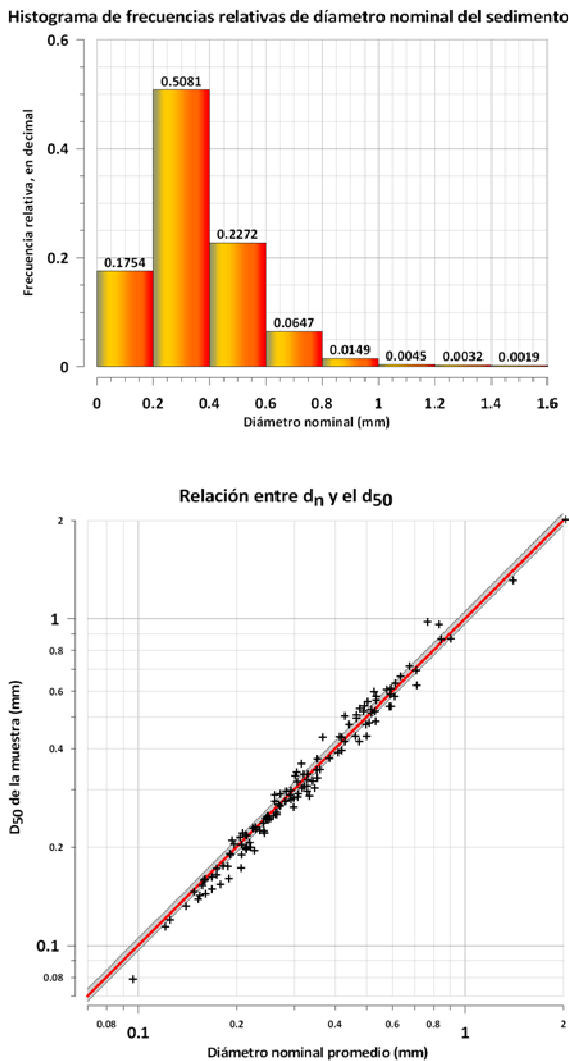 Histograma de frecuencias relativas de díametro nominal del sedimento
0.6
0.5081
0.4
0.2272
0.2
0.1754
0.0647
0.0149
0.0045
0.0032
0.0019
0
Frecuencia relativa, en decimal
0 0.2 0.4 0.6 0.8 1 1.2 1.4 1.6
Diámetro nominal (mm)
Relación entre dn y el d50
2
1
0.8
0.6
0.4
0.2
0.1
0.08
D50 de la muestra (mm)
0.08 0.1 0.2 0.4 0.6 0.8 1 2
Diámetro nominal promedio (mm)